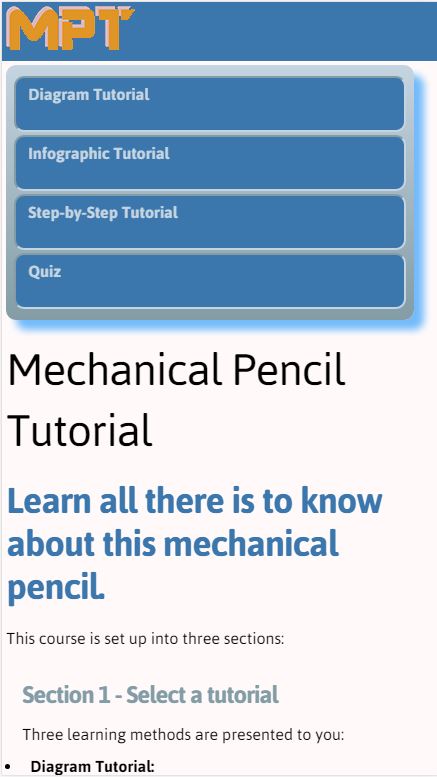 MPT
Diagram Tutorial
Infographic Tutorial
Step-by-Step Tutorial
Quiz
Mechanical Pencil
Tutorial
Learn all there is to know
about this mechanical
pencil.
This course is set up into three sections:
Section 1 - Select a tutorial
Three learning methods are presented to you:
• Diagram Tutorial: